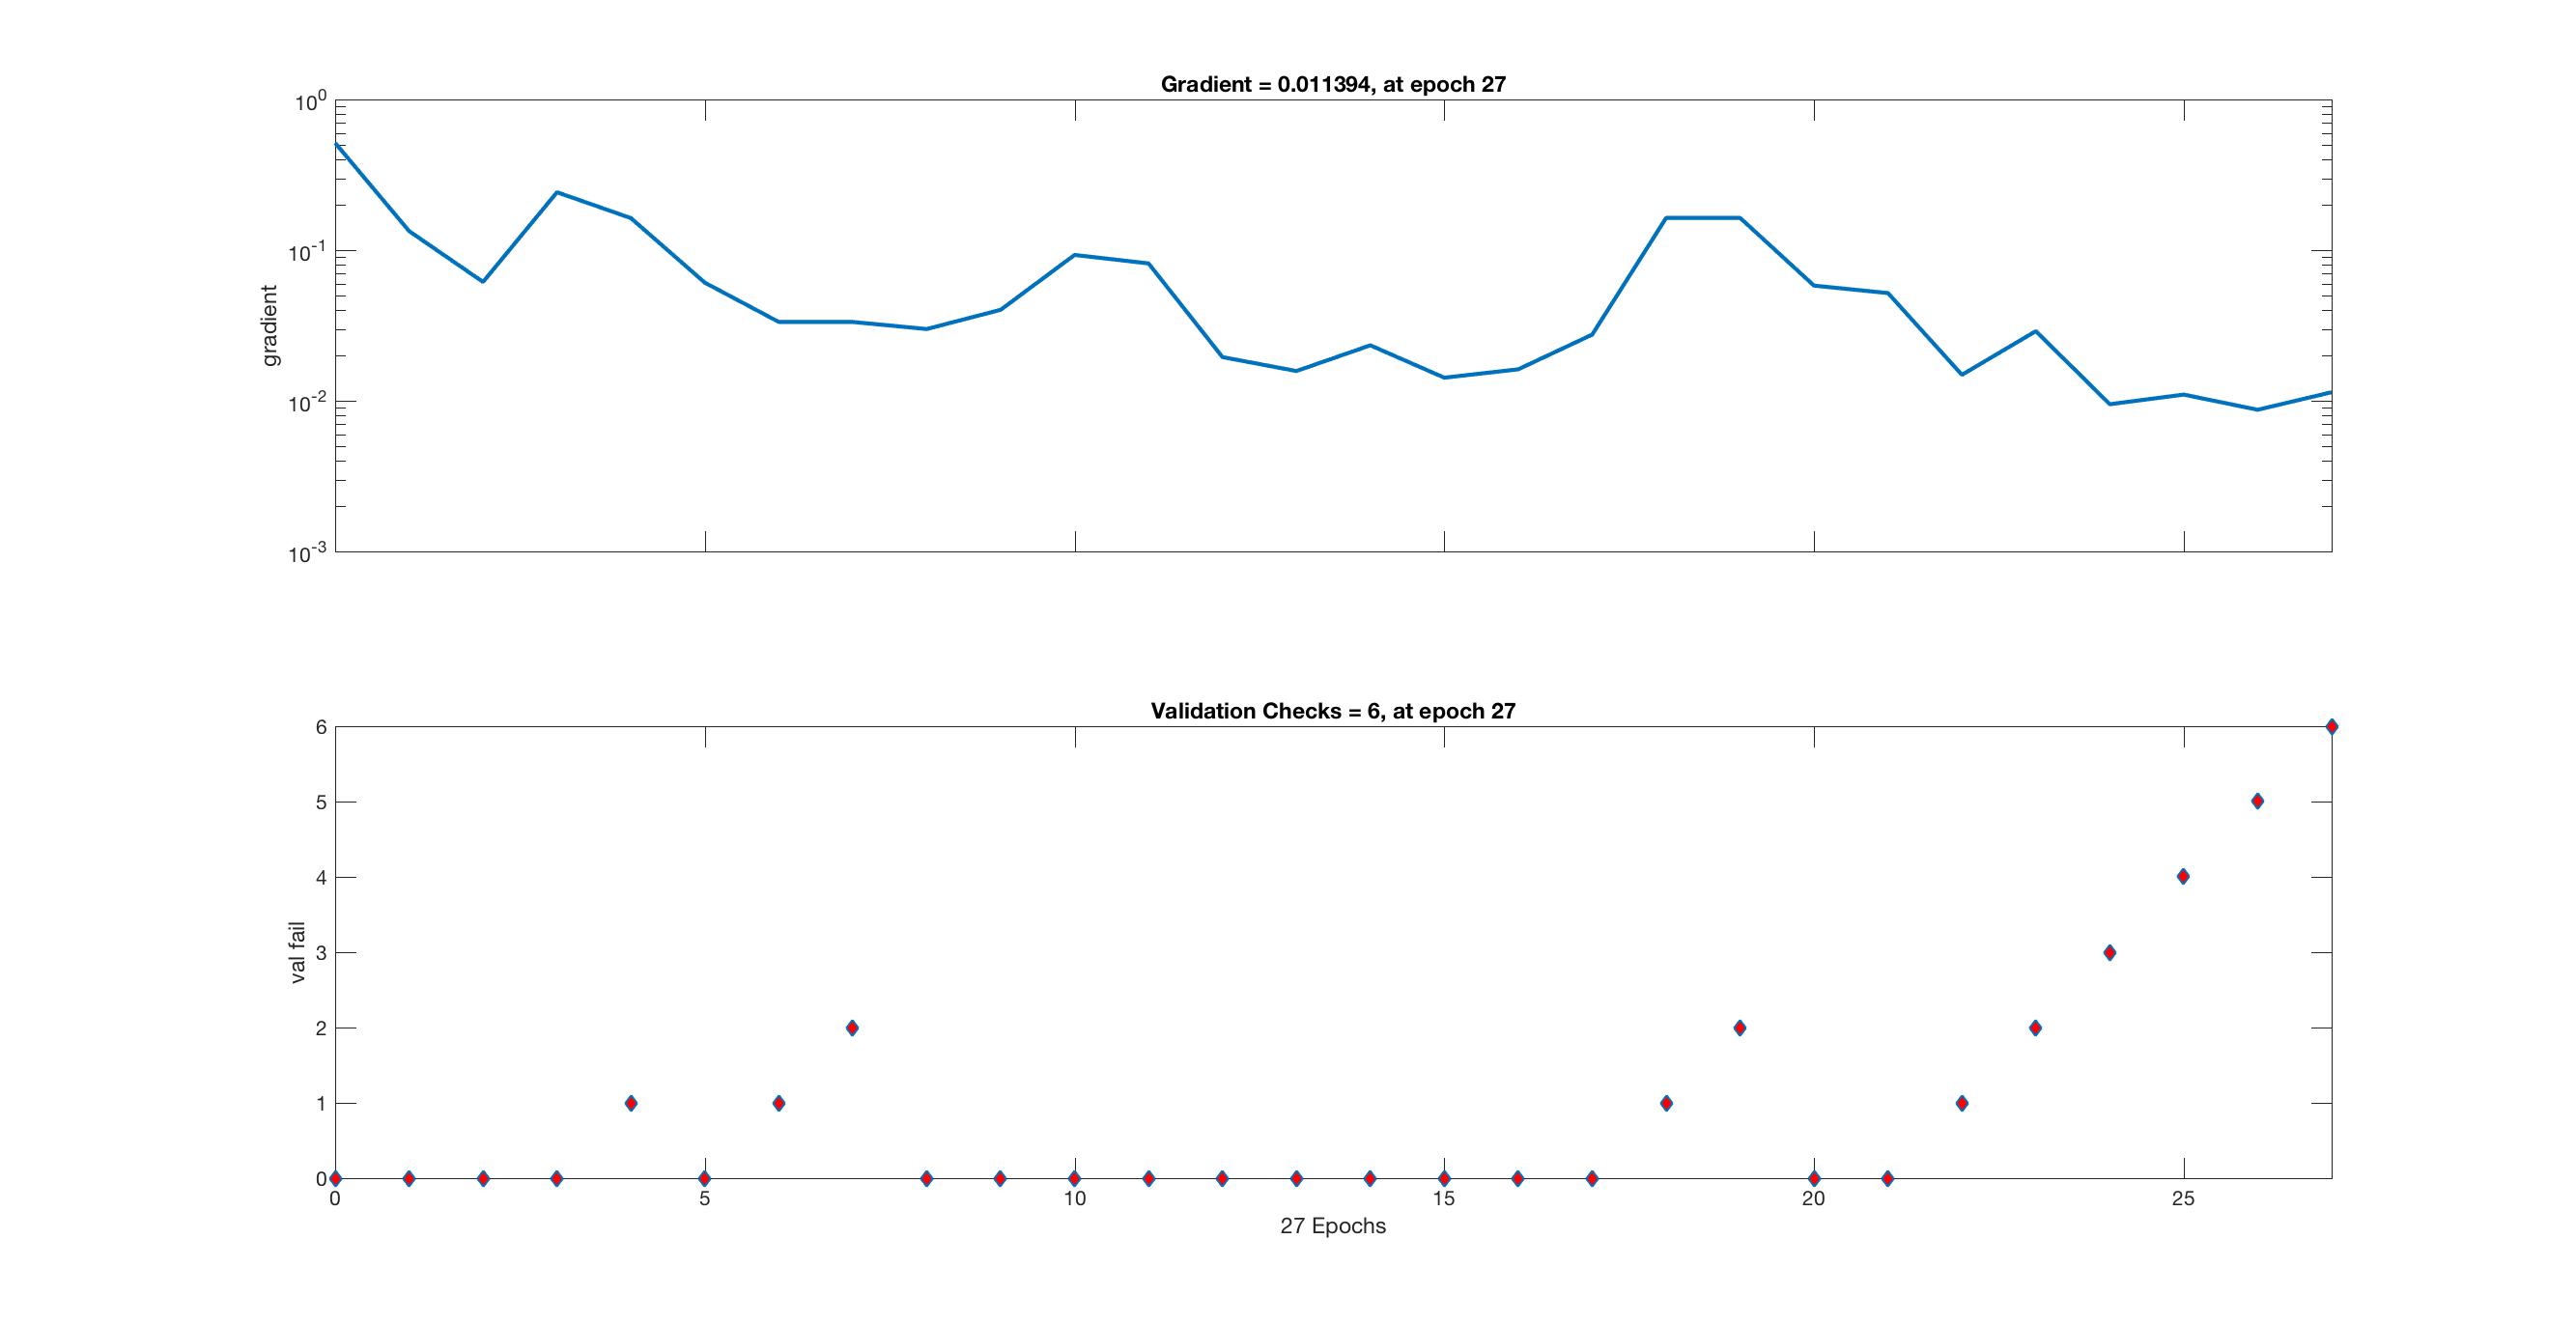 Gradient = 0.011394, at epoch 27
10^0
10^-1
10^-2
10^-3
gradient
Validation Checks = 6, at epoch 27
6
5
4
3
2
1
0
val fail
0 5 10 15 20 25
27 Epochs